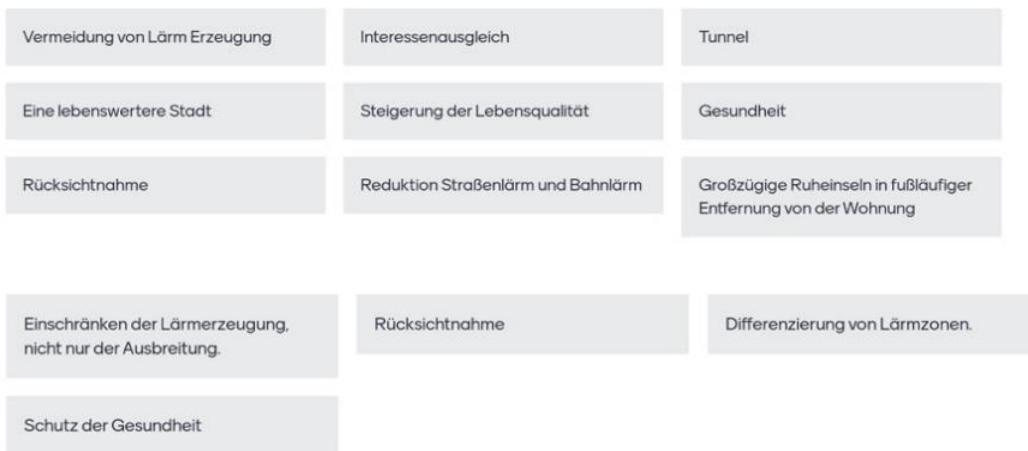 Vermeidung von Lärm Erzeugung
Interessenausgleich
Tunnel
Eine lebenswertere Stadt
Steigerung der Lebensqualität
Gesundheit
Rücksichtnahme
Reduktion Straßenlärm und Bahnlärm
Großzügige Ruheinseln in fußläufiger
Entfernung von der Wohnung
Einschränken der Lärmerzeugung,
nicht nur der Ausbreitung.
Rücksichtnahme
Differenzierung von Lärmzonen.
Schutz der Gesundheit